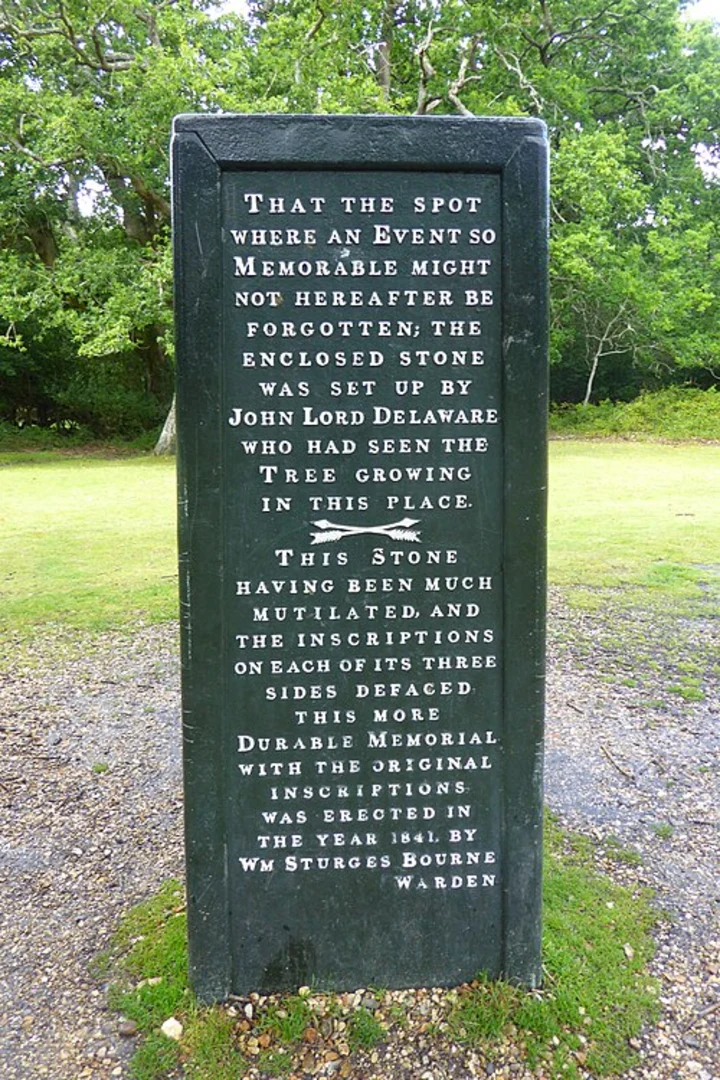 THAT THE SPOT
WHERE AN EVENT SO
MEMORABLE MIGHT
NOT HEREAFTER BE
FORGOTTEN; THE
ENCLOSED STONE
WAS SET UP BY
JOHN LORD DELAWARE
WHO HAD SEEN THE
TREE GROWING
IN THIS PLACE.
THIS STONE
HAVING BEEN MUCH
MUTILATED, AND
THE INSCRIPTIONS
ON EACH OF ITS THREE
SIDES DEFACED
THIS MORE
DURABLE MEMORIAL
WITH THE ORIGINAL
INSCRIPTIONS
WAS ERECTED IN
THE YEAR 1841, BY
WM STURGES BOURNE
WARDEN